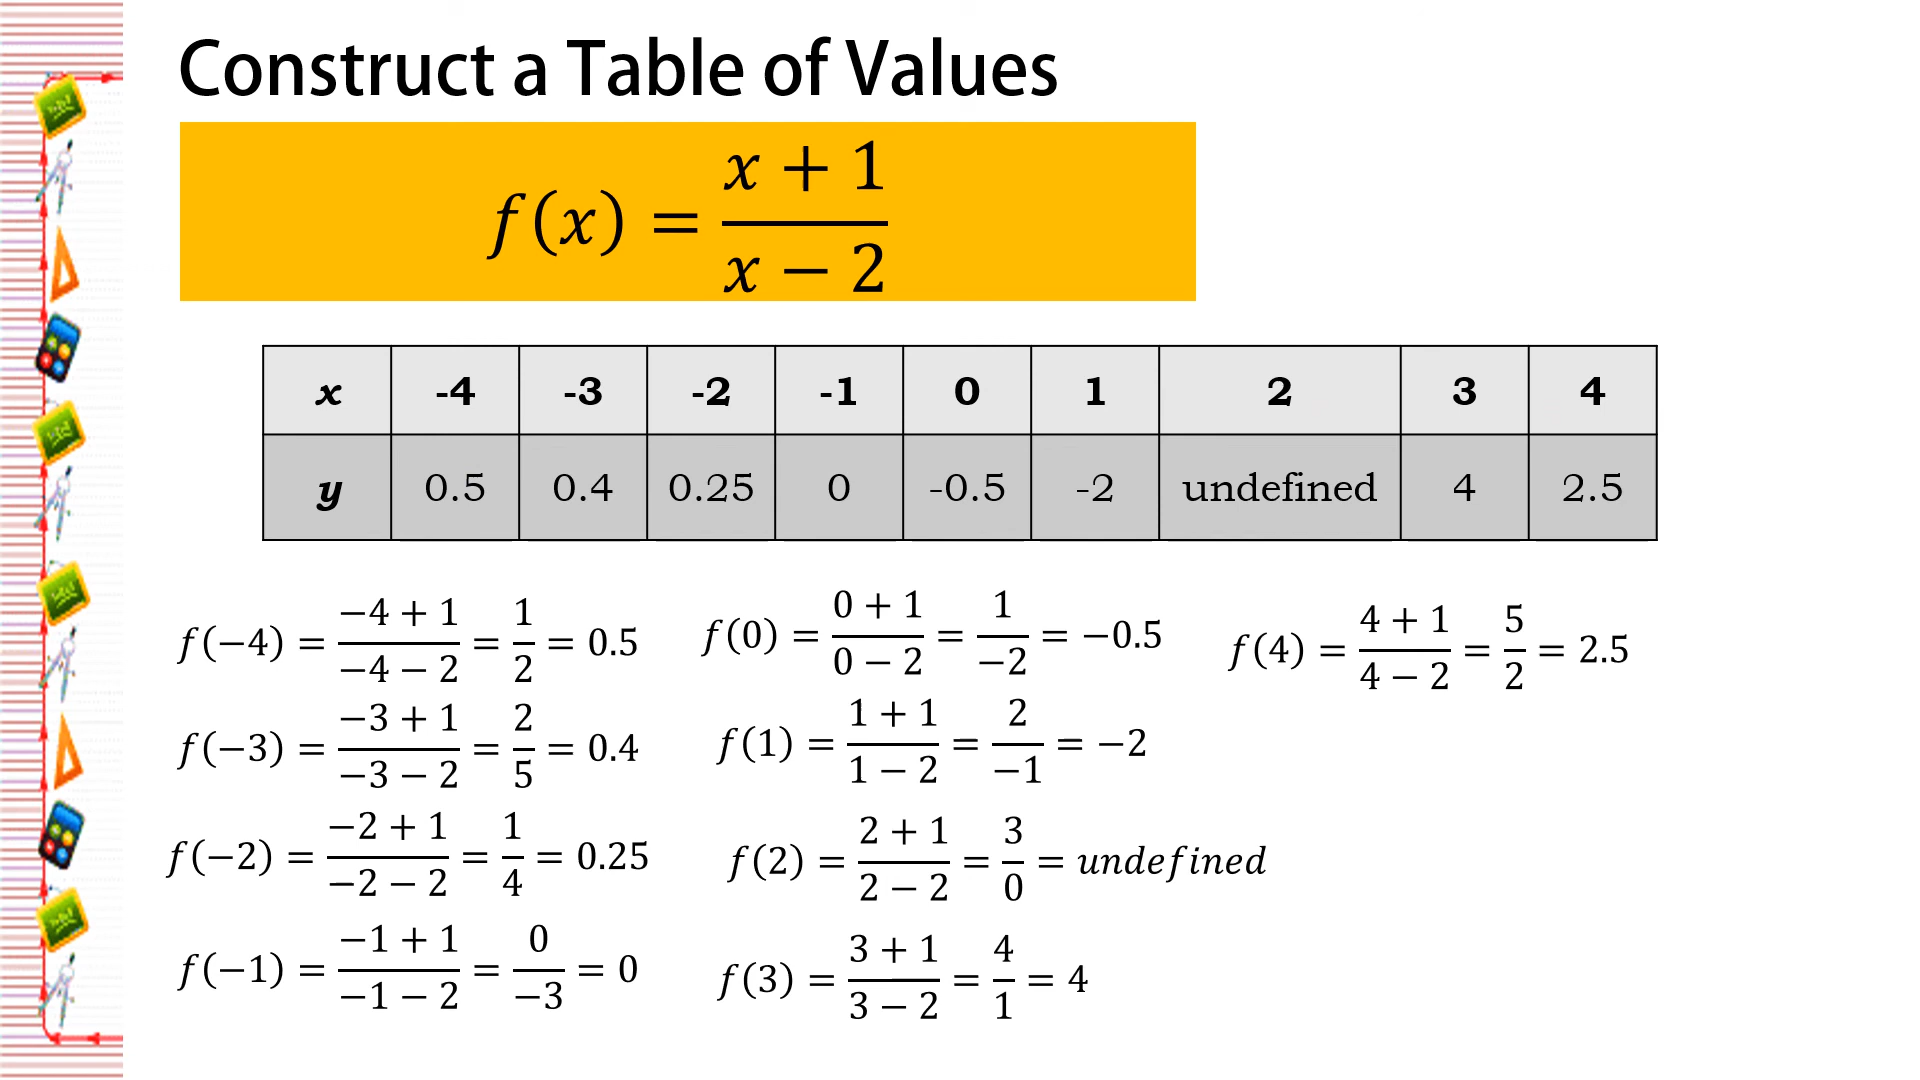 Construct a Table of Values
f(x) = (x + 1)/(x − 2)
x -4 -3 -2 -1 0 1 2 3 4
y 0.5 0.4 0.25 0 -0.5 -2 undefined 4 2.5
f(−4) = (−4 + 1)/(−4 − 2) = 1/2 = 0.5
f(−3) = (−3 + 1)/(−3 − 2) = 2/5 = 0.4
f(−2) = (−2 + 1)/(−2 − 2) = 1/4 = 0.25
f(−1) = (−1 + 1)/(−1 − 2) = 0/−3 = 0
f(0) = (0 + 1)/(0 − 2) = 1/−2 = −0.5
f(1) = (1 + 1)/(1 − 2) = 2/−1 = −2
f(2) = (2 + 1)/(2 − 2) = 3/0 = undefined
f(3) = (3 + 1)/(3 − 2) = 4/1 = 4
f(4) = (4 + 1)/(4 − 2) = 5/2 = 2.5